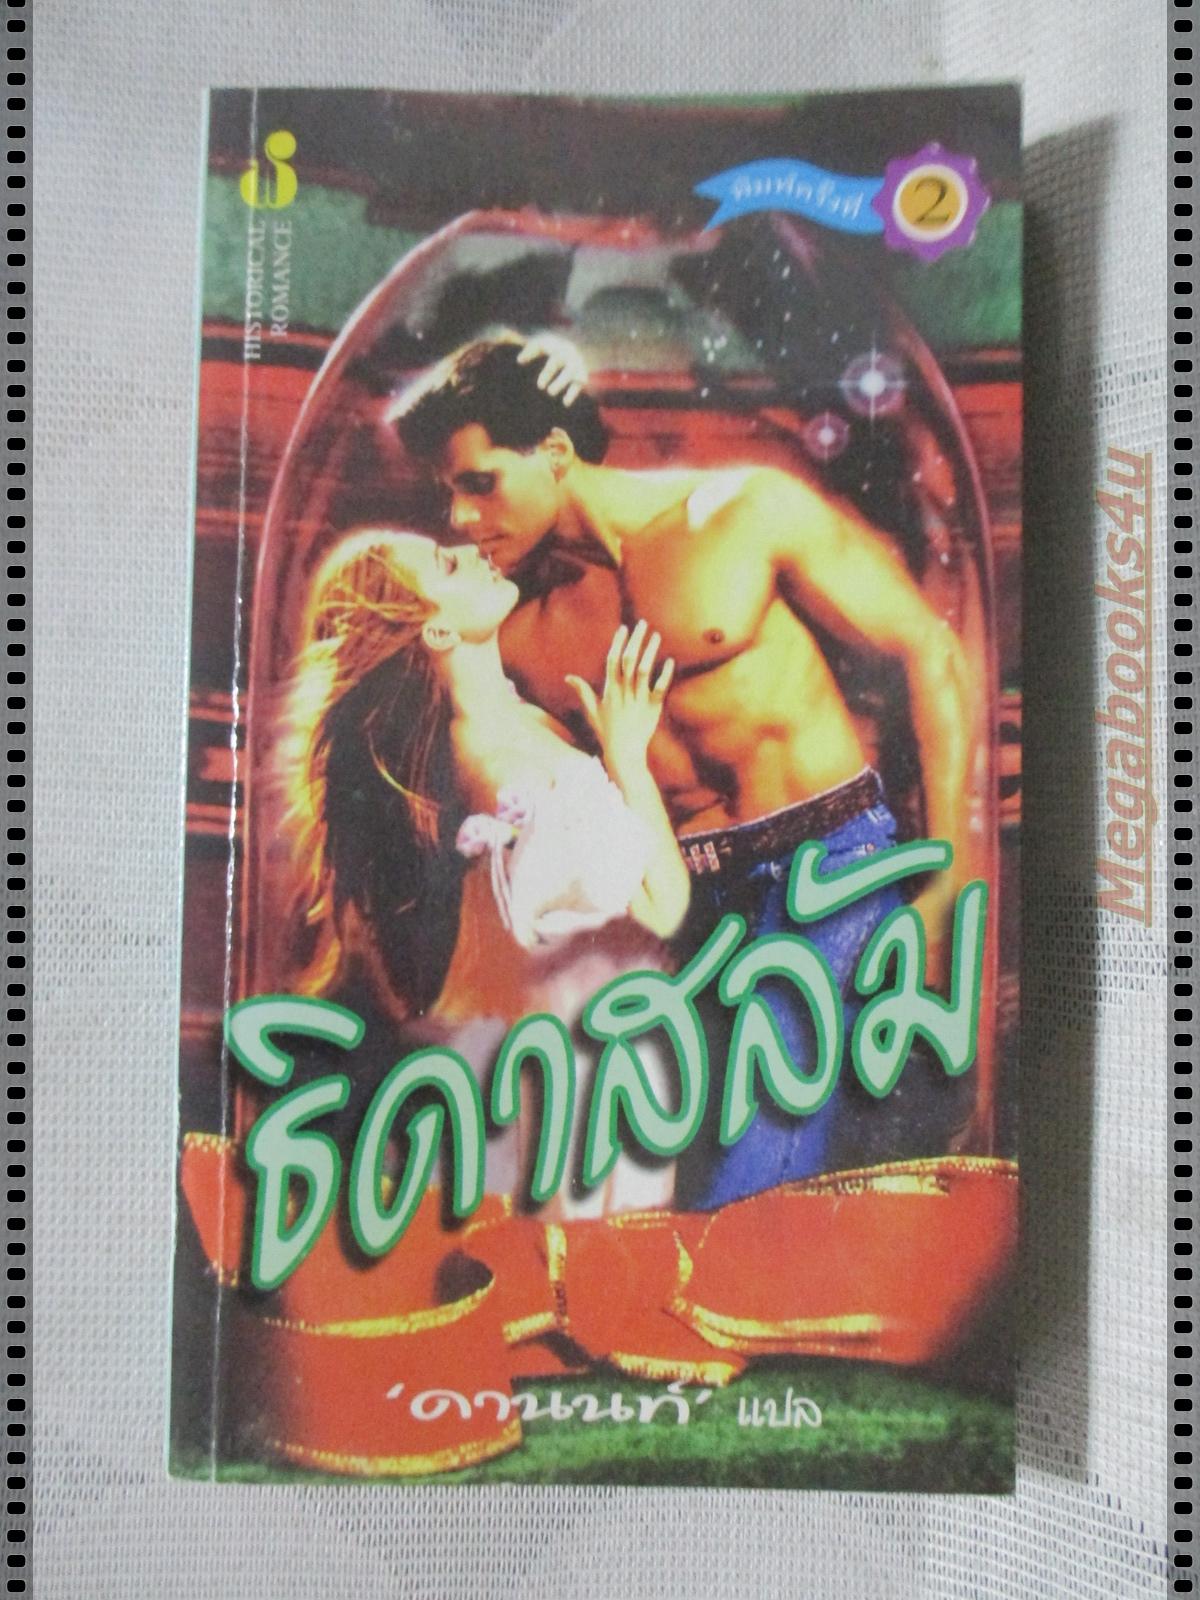 HISTORICAL
ROMANCE
พิมพ์ครั้งที่ 2
ธิดาสลัม
'ดานนท์' แปล
Megabooks4u